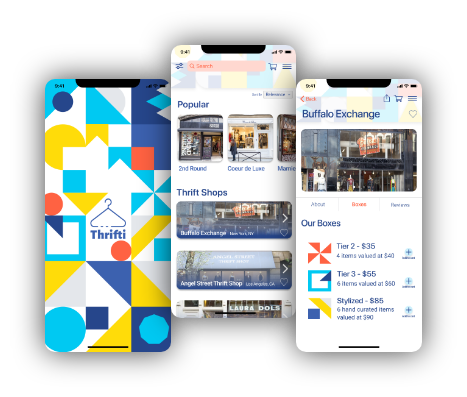 9:41
Thrifti
9:41
Search
Sort: Relevance
Popular
2nd Round
Coeur de Luxe
Thrift Shops
Buffalo Exchange New York, NY
Angel Street Thrift Shop Los Angeles, CA
9:41
Back
Buffalo Exchange
About
Boxes
Reviews
Our Boxes
Tier 2 - $35
4 items valued at $40
Tier 3 - $55
6 items valued at $60
Stylized - $85
6 hand curated items
valued at $90